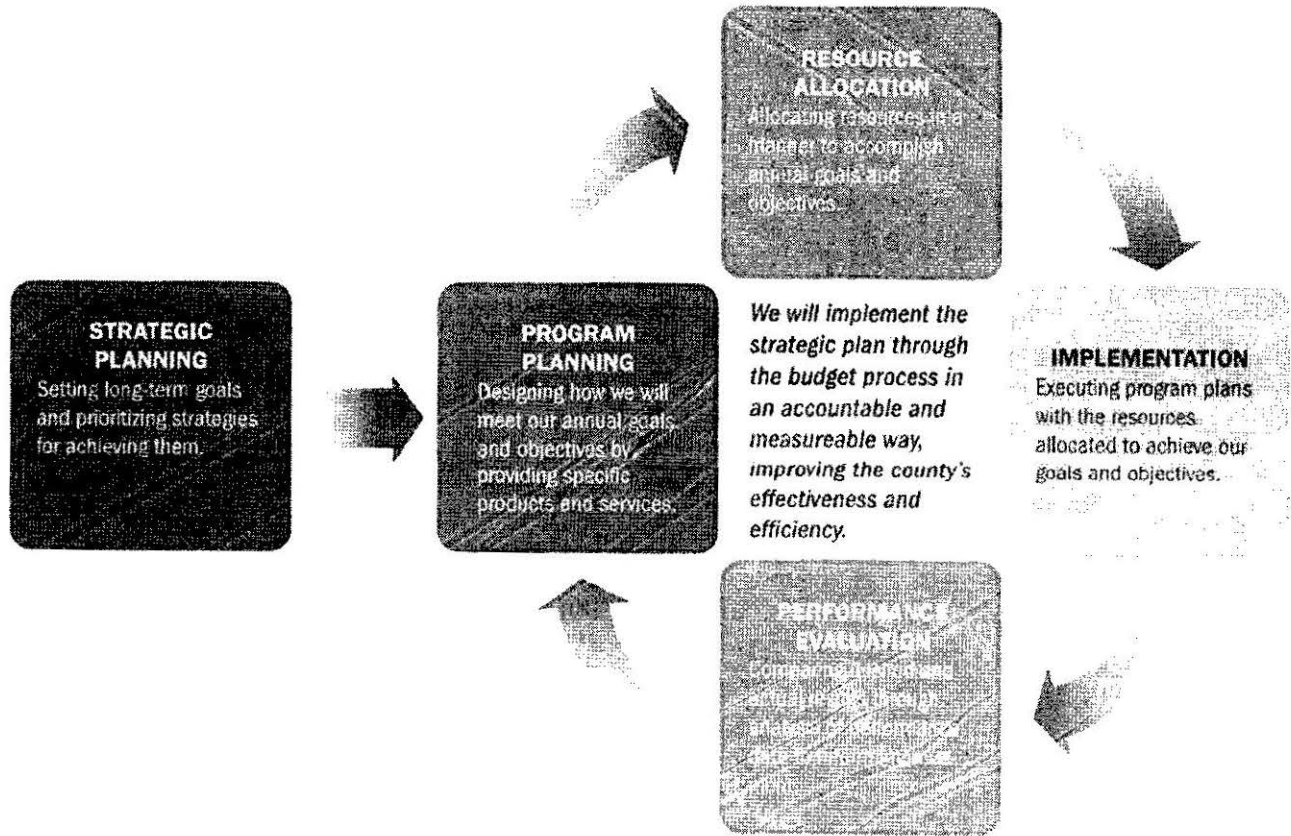 STRATEGIC
PLANNING
Setting long-term goals
and prioritizing strategies
for achieving them.
PROGRAM
PLANNING
Designing how we will
meet our annual goals
and objectives by
providing specific
products and services.
RESOURCE
ALLOCATION
Allocating resources in a
manner to accomplish
annual goals and
objectives.
We will implement the
strategic plan through
the budget process in
an accountable and
measureable way,
improving the county's
effectiveness and
efficiency.
IMPLEMENTATION
Executing program plans
with the resources
allocated to achieve our
goals and objectives.
PERFORMANCE
EVALUATION